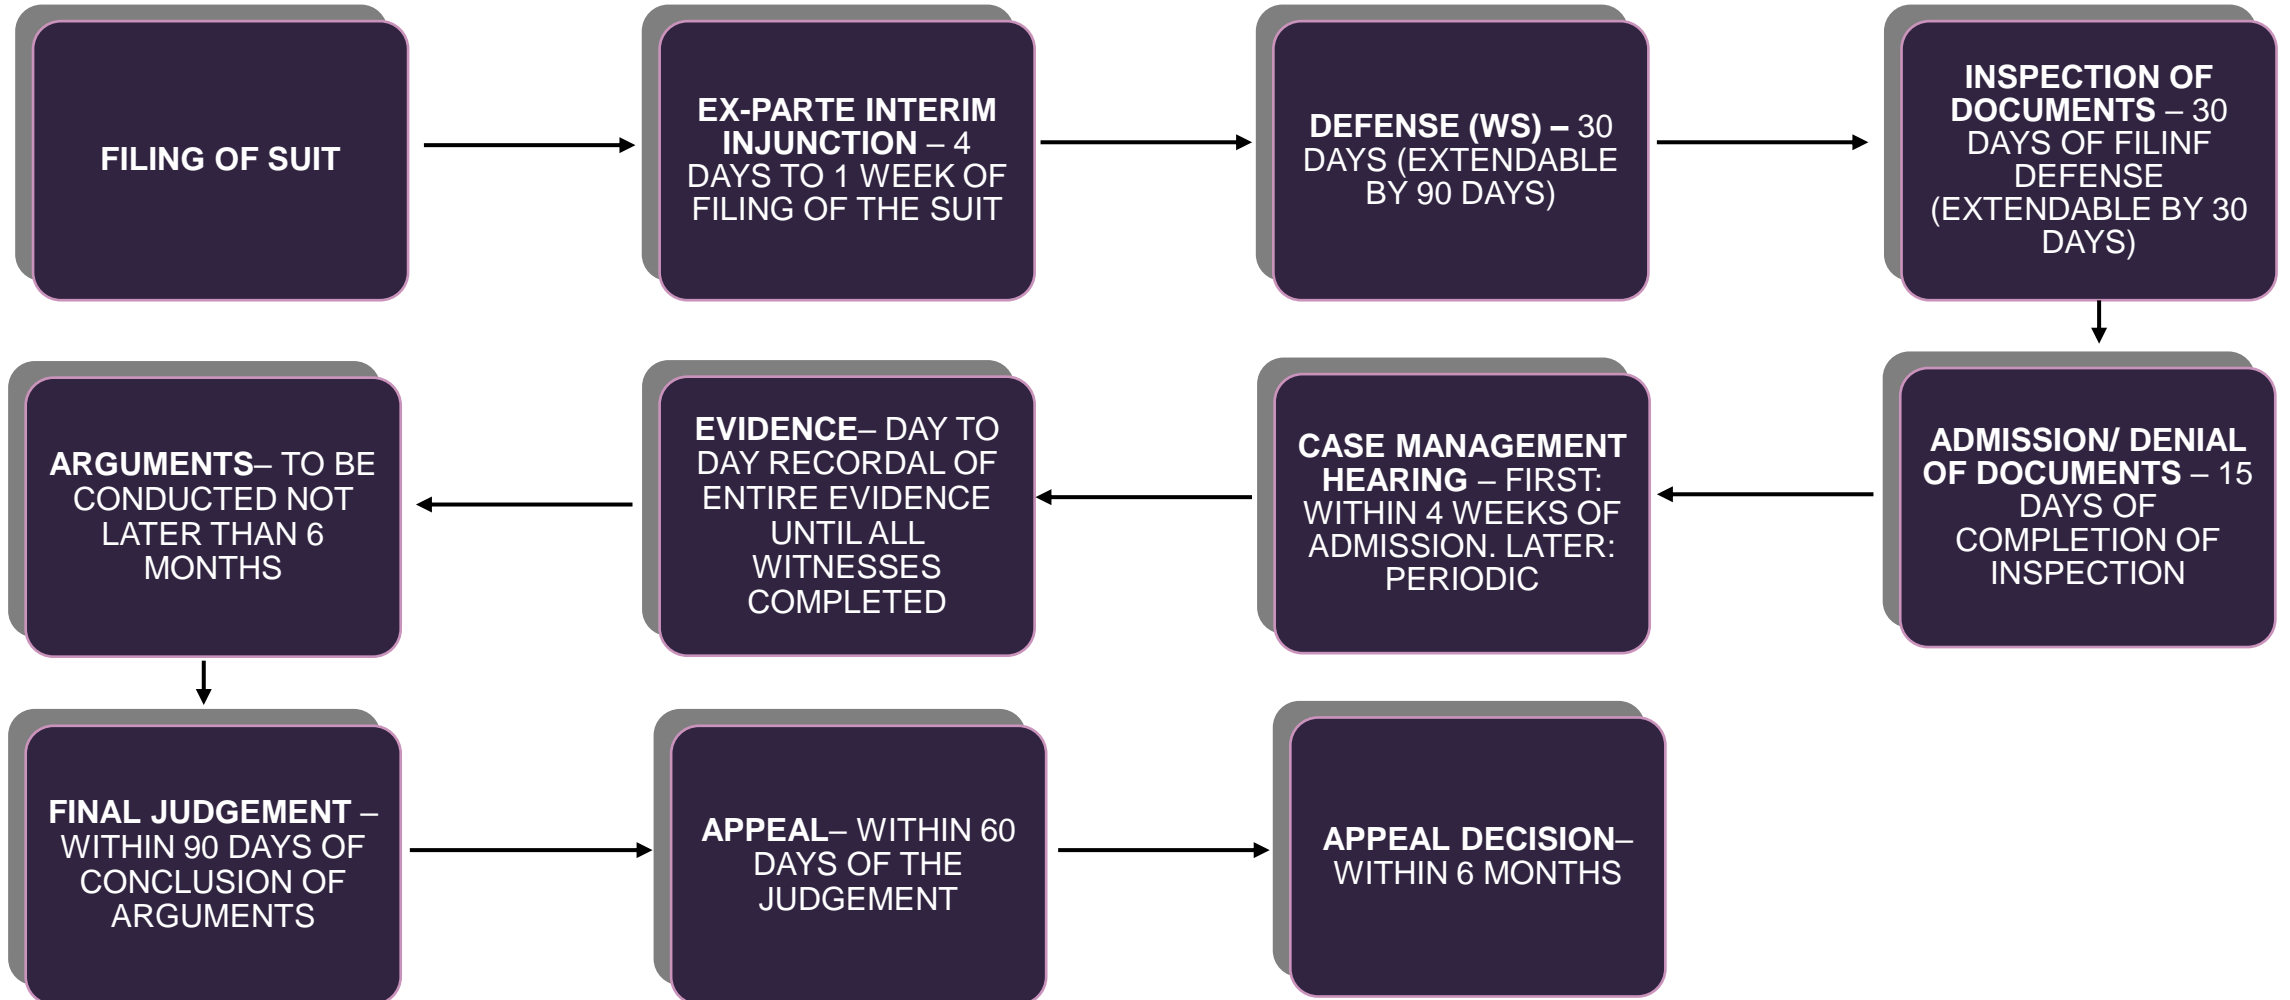 FILING OF SUIT
EX-PARTE INTERIM
INJUNCTION – 4
DAYS TO 1 WEEK OF
FILING OF THE SUIT
DEFENSE (WS) – 30
DAYS (EXTENDABLE
BY 90 DAYS)
INSPECTION OF
DOCUMENTS – 30
DAYS OF FILINF
DEFENSE
(EXTENDABLE BY 30
DAYS)
ADMISSION/ DENIAL
OF DOCUMENTS – 15
DAYS OF
COMPLETION OF
INSPECTION
CASE MANAGEMENT
HEARING – FIRST:
WITHIN 4 WEEKS OF
ADMISSION. LATER:
PERIODIC
EVIDENCE– DAY TO
DAY RECORDAL OF
ENTIRE EVIDENCE
UNTIL ALL
WITNESSES
COMPLETED
ARGUMENTS– TO BE
CONDUCTED NOT
LATER THAN 6
MONTHS
FINAL JUDGEMENT –
WITHIN 90 DAYS OF
CONCLUSION OF
ARGUMENTS
APPEAL– WITHIN 60
DAYS OF THE
JUDGEMENT
APPEAL DECISION–
WITHIN 6 MONTHS